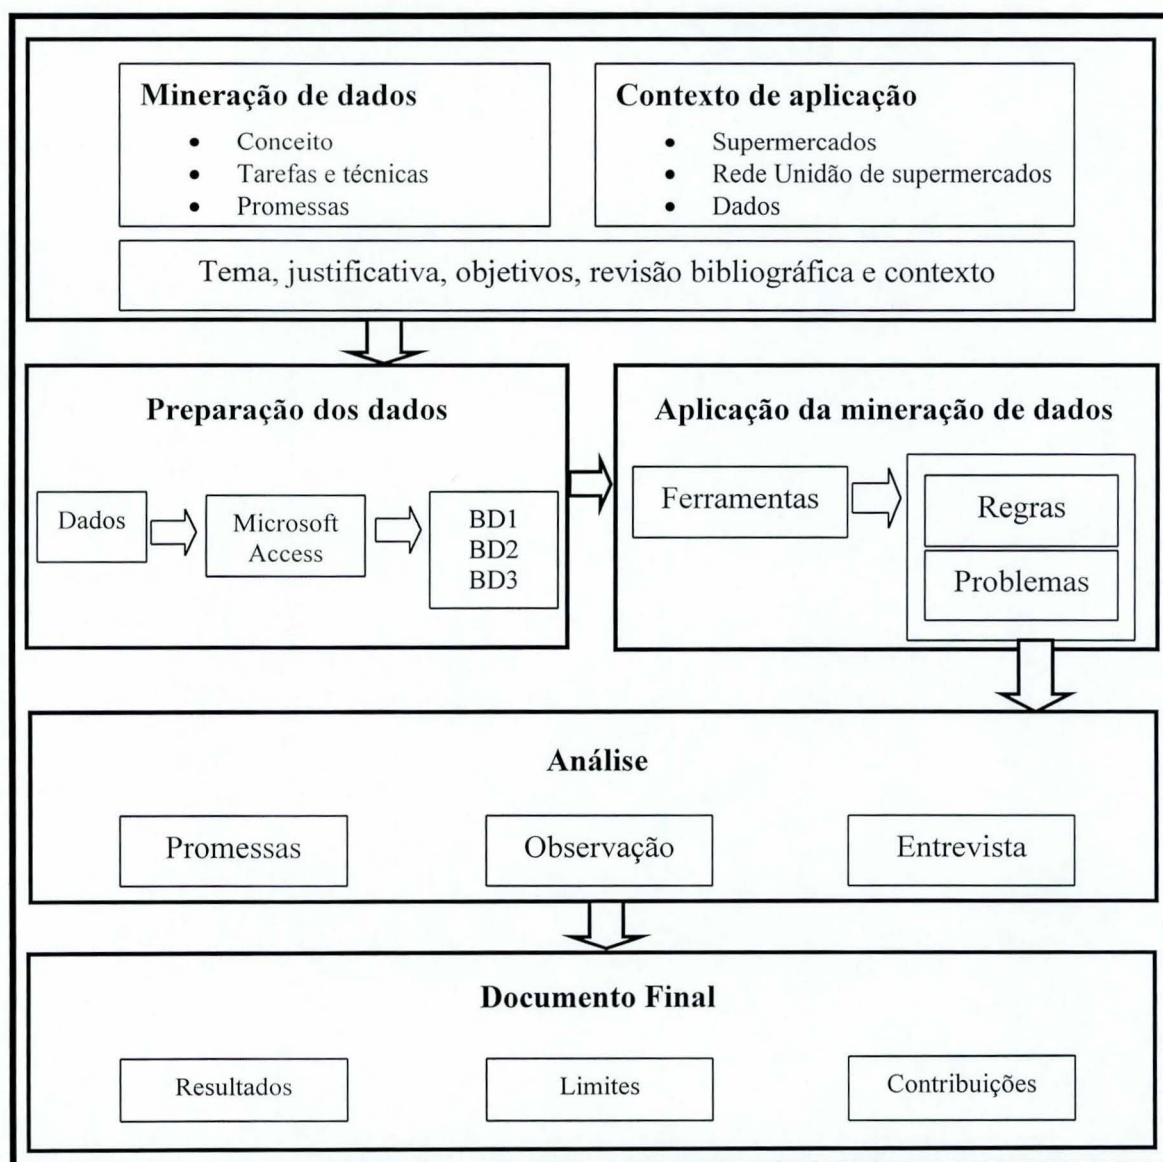 Mineração de dados
• Conceito
• Tarefas e técnicas
• Promessas
Contexto de aplicação
• Supermercados
• Rede Unidão de supermercados
• Dados
Tema, justificativa, objetivos, revisão bibliográfica e contexto
Preparação dos dados
Dados
Microsoft
Access
BD1
BD2
BD3
Aplicação da mineração de dados
Ferramentas
Regras
Problemas
Análise
Promessas
Observação
Entrevista
Documento Final
Resultados
Limites
Contribuições